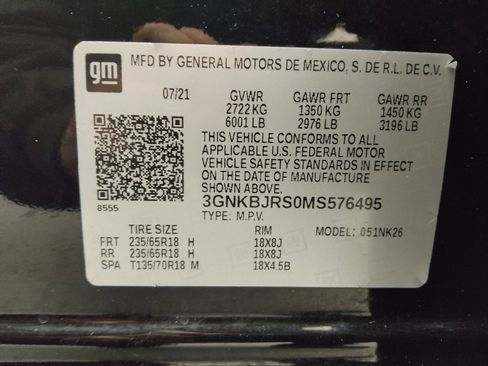 gm
MFD BY GENERAL MOTORS DE MEXICO, S. DE R.L. DE C.V.
07/21 GVWR GAWR FRT GAWR RR
2722 KG 1350 KG 1450 KG
6001 LB 2976 LB 3196 LB
THIS VEHICLE CONFORMS TO ALL
APPLICABLE U.S. FEDERAL MOTOR
VEHICLE SAFETY STANDARDS IN EFFECT
ON THE DATE OF MANUFACTURE
SHOWN ABOVE.
8555
3GNKBJRS0MS576495
TYPE: M.P.V.
TIRE SIZE RIM MODEL: 051NK26
FRT 235/65R18 H 18X8J
RR 235/65R18 H 18X8J
SPA T135/70R18 M 18X4.5B